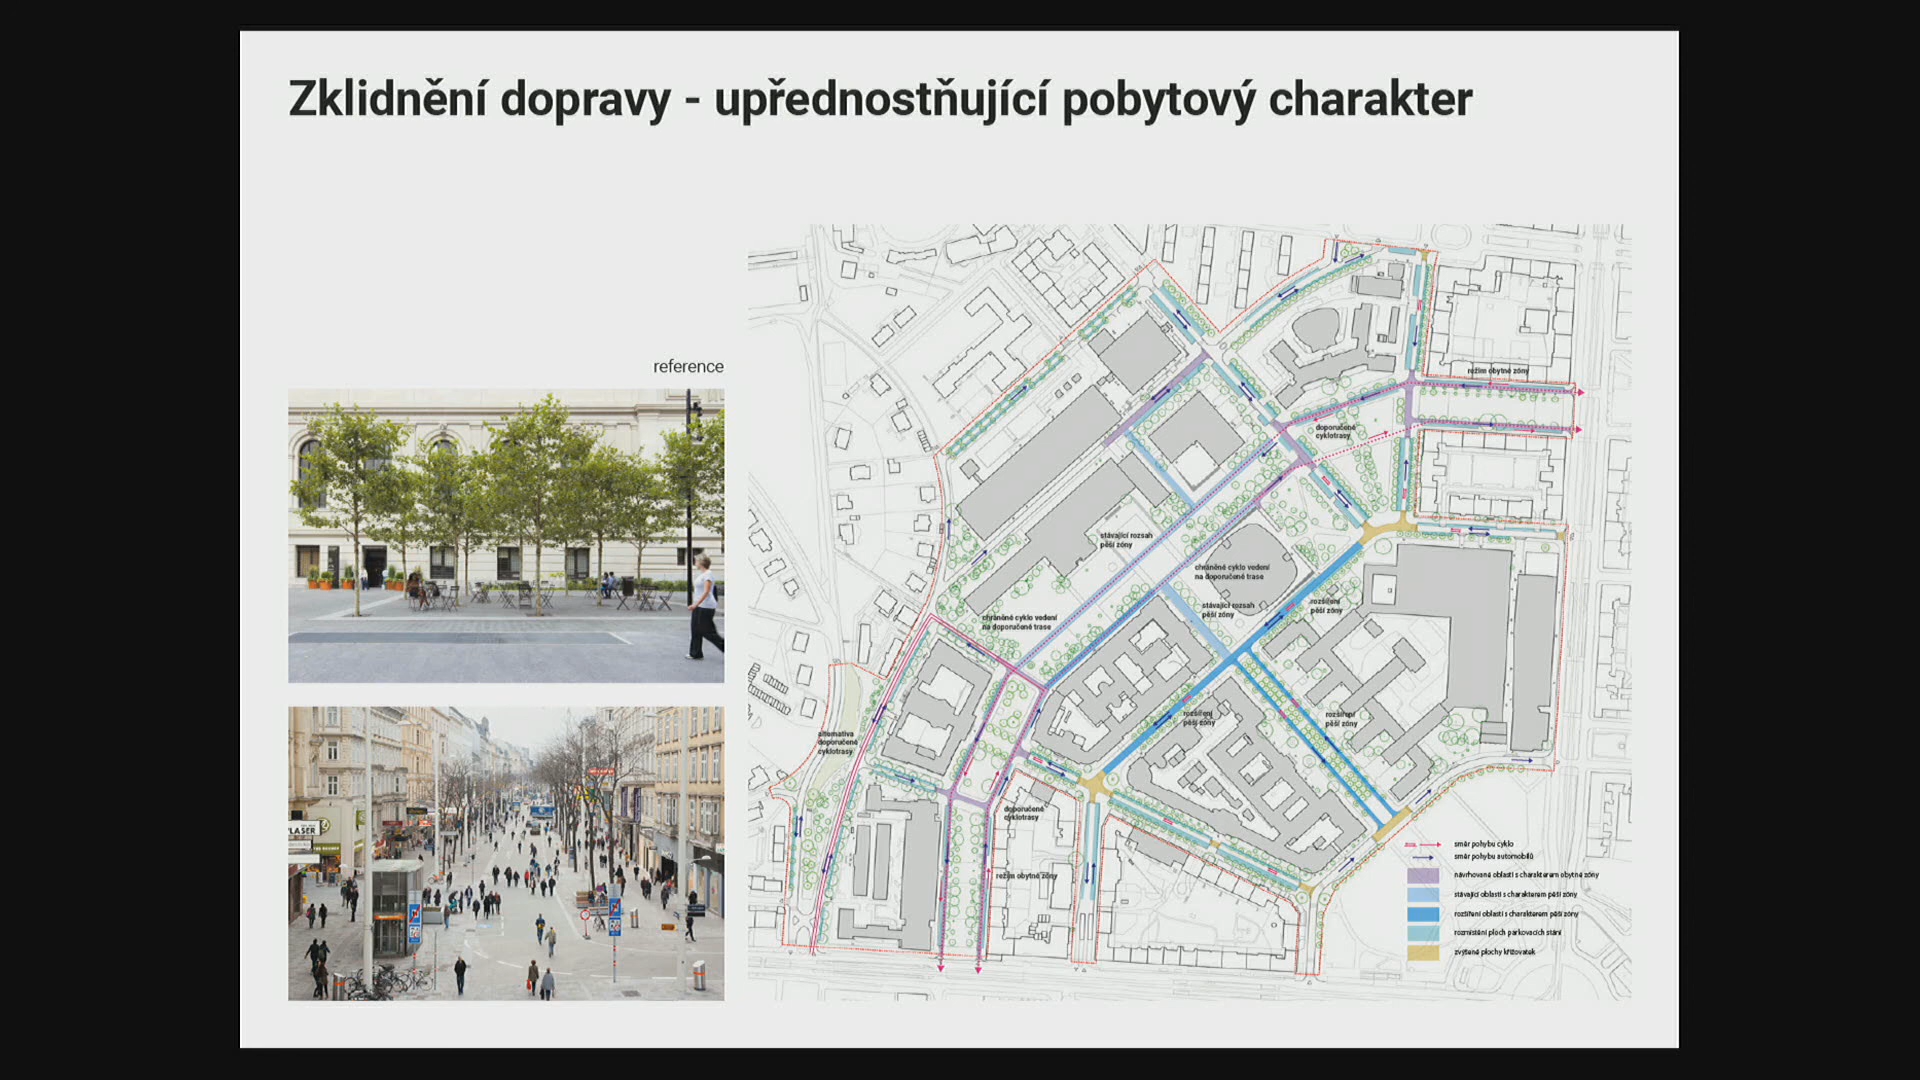 Zklidnění dopravy - upřednostňující pobytový charakter
reference
režim obytné zóny
doporučené
cyklotrasy
stávající rozsah
pěší zóny
chráněné cyklo vedení
na doporučené trase
stávající rozsah
pěší zóny
rozšíření
pěší zóny
chráněné cyklo vedení
na doporučené trase
rozšíření
pěší zóny
rozšíření
pěší zóny
alternativa
doporučené
cyklotrasy
doporučené
cyklotrasy
režim obytné zóny
směr pohybu cyklo
směr pohybu automobilů
navrhované oblasti s charakterem obytné zóny
stávající oblasti s charakterem pěší zóny
rozšíření oblastí s charakterem pěší zóny
rozmístění ploch parkovacích stání
zvýšené plochy křižovatek